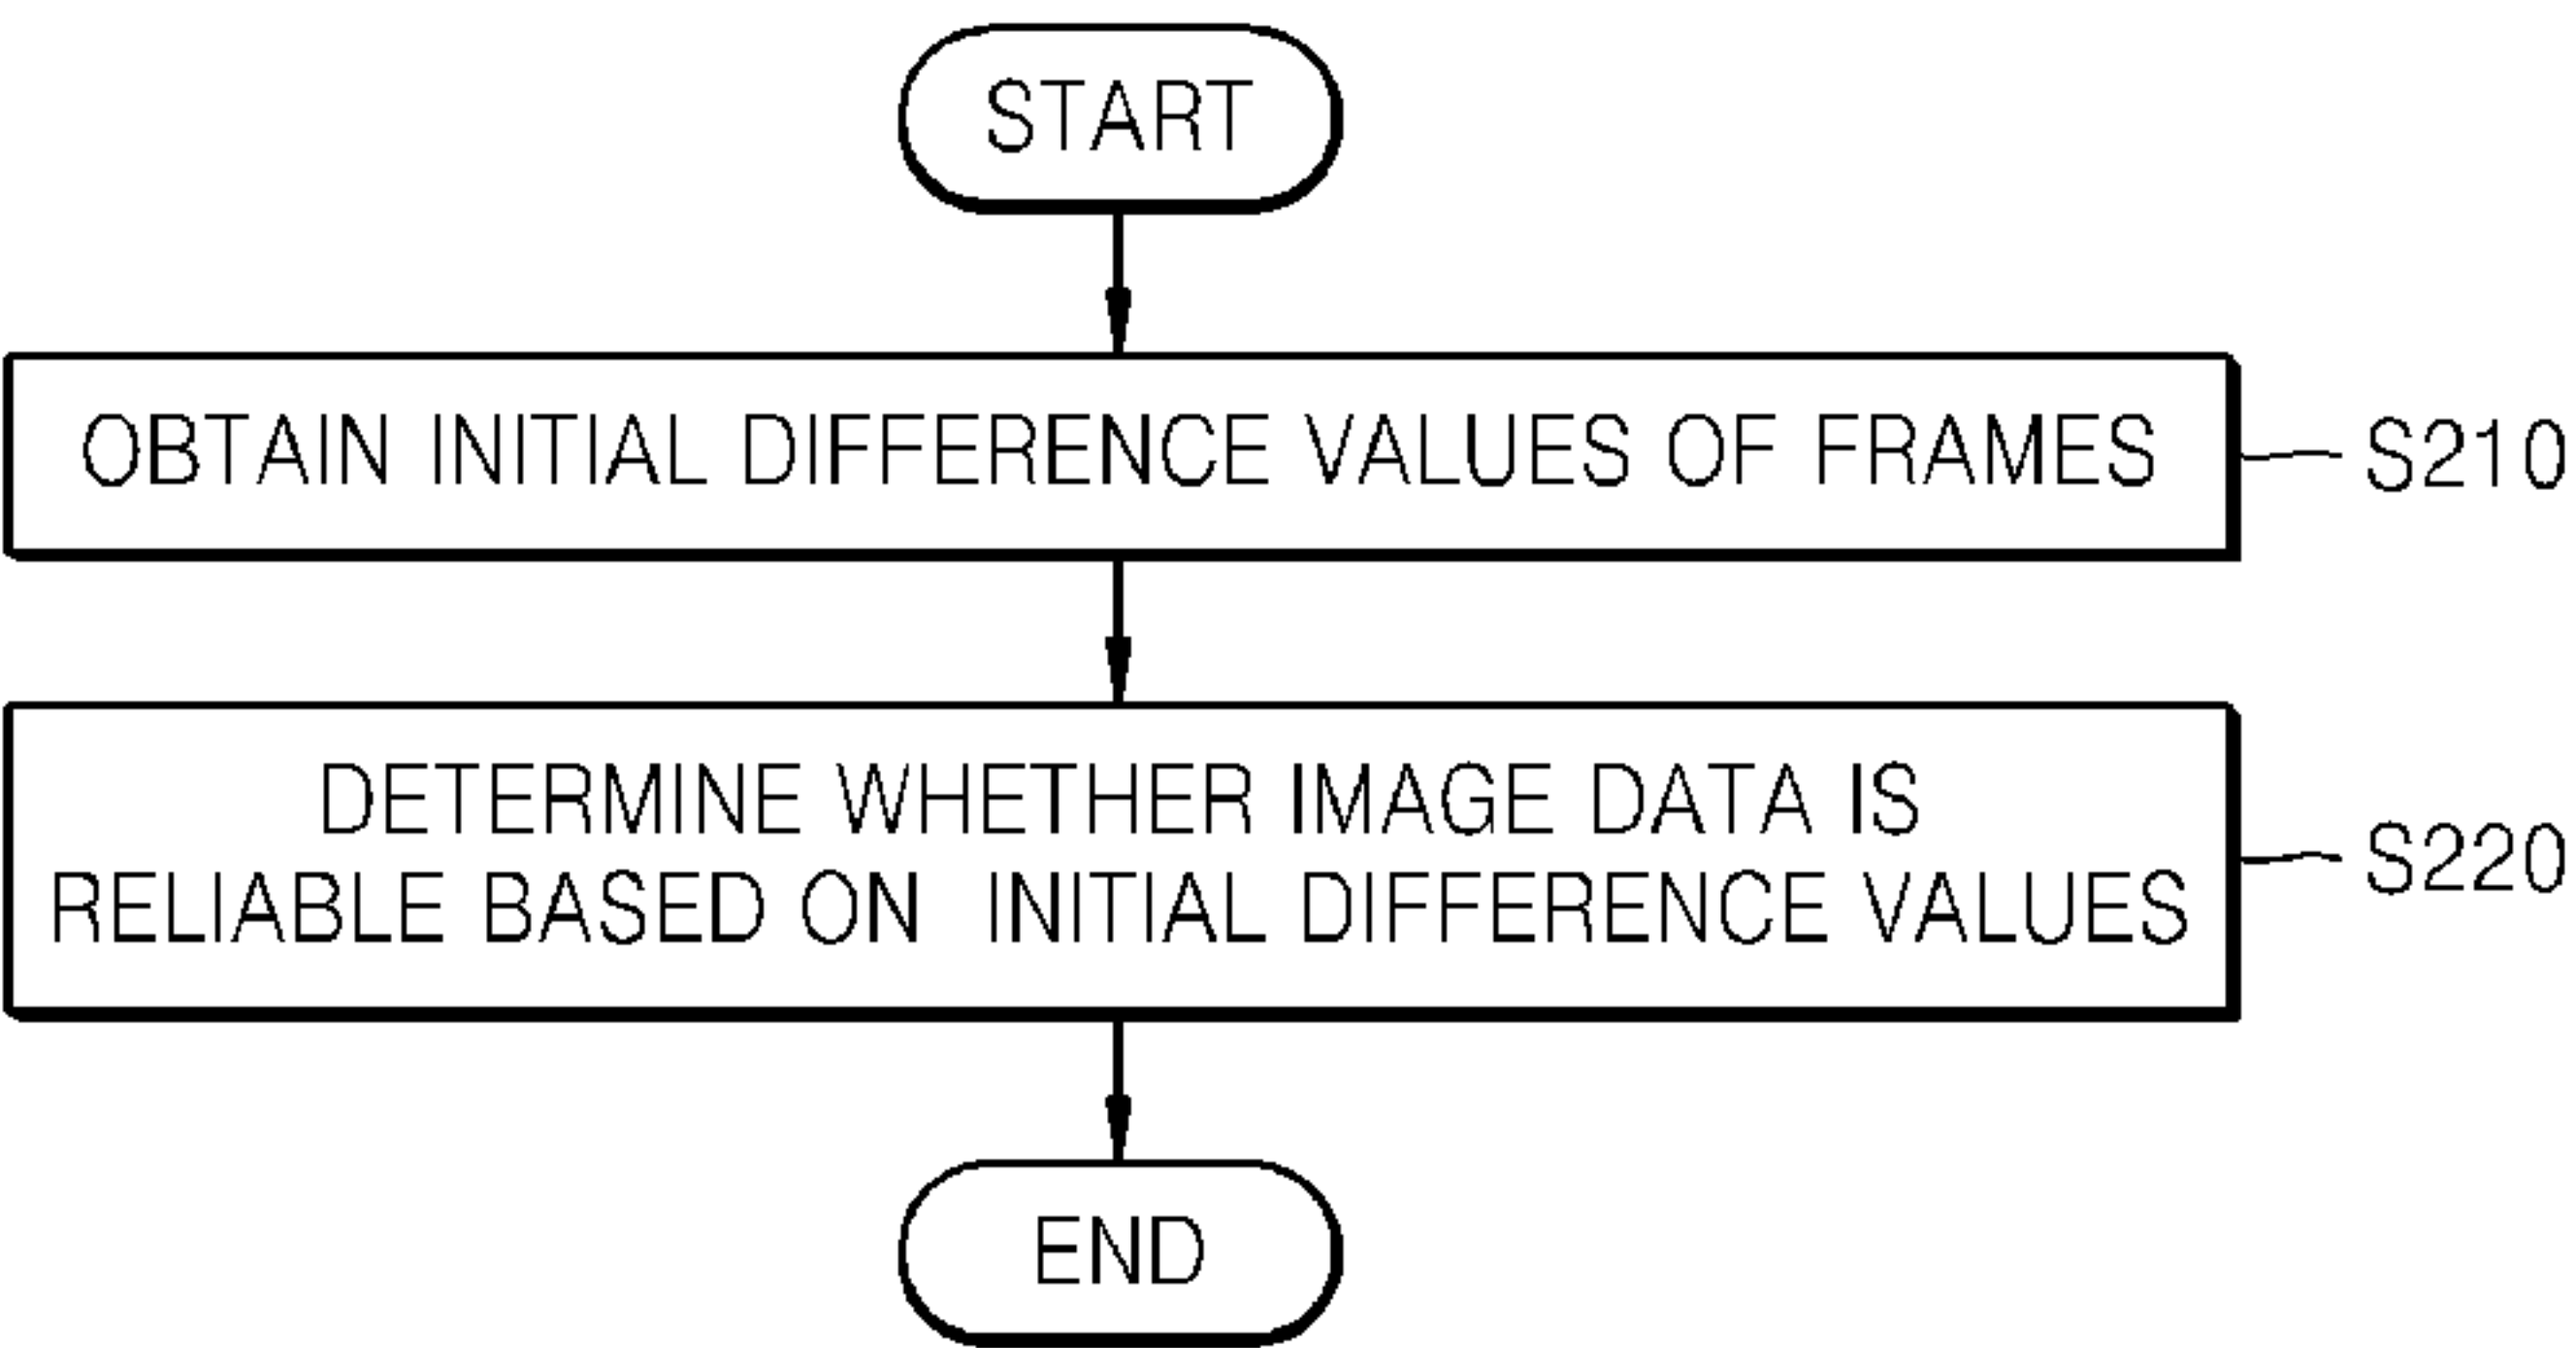 START
OBTAIN INITIAL DIFFERENCE VALUES OF FRAMES
S210
DETERMINE WHETHER IMAGE DATA IS
RELIABLE BASED ON INITIAL DIFFERENCE VALUES
S220
END